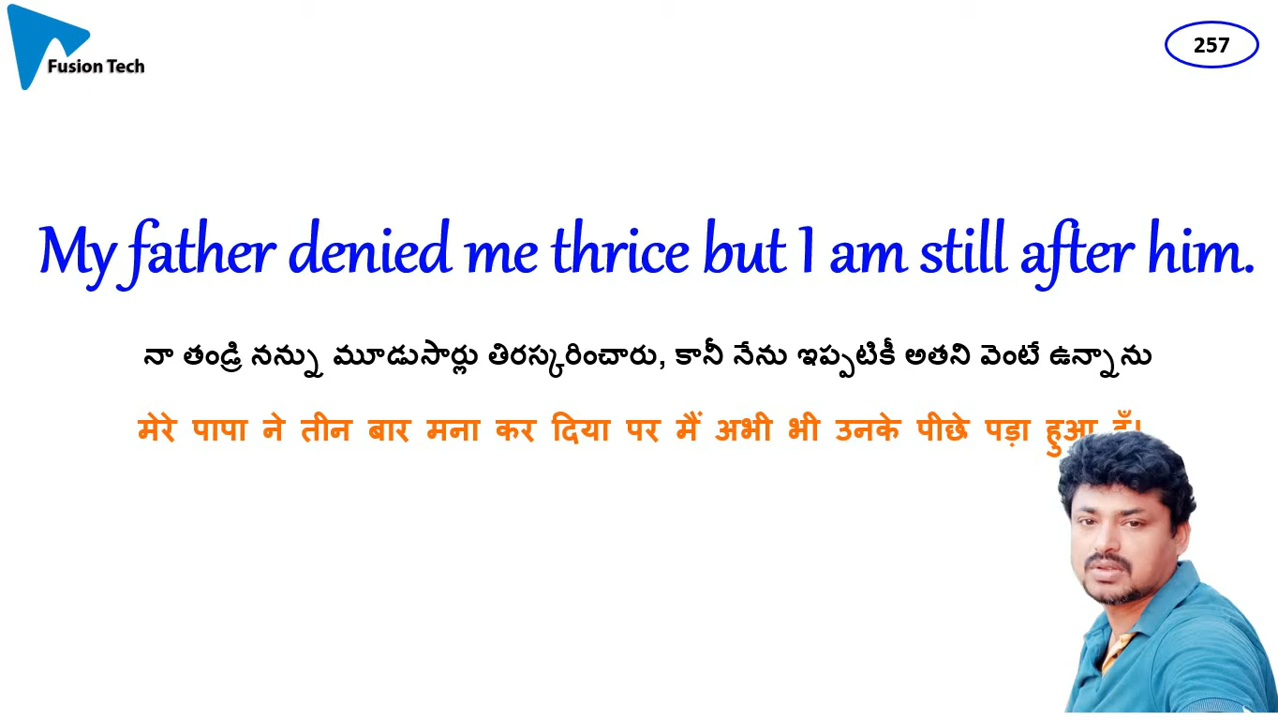 Fusion Tech
257
My father denied me thrice but I am still after him.
నా తండ్రి నన్ను మూడుసార్లు తిరస్కరించారు, కానీ నేను ఇప్పటికీ అతని వెంటే ఉన్నాను
मेरे पापा ने तीन बार मना कर दिया पर मैं अभी भी उनके पीछे पड़ा हुआ हूँ।